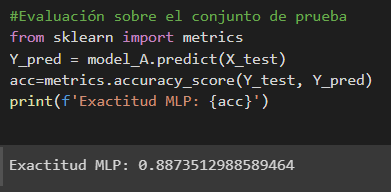 #Evaluación sobre el conjunto de prueba
from sklearn import metrics
Y_pred = model_A.predict(X_test)
acc=metrics.accuracy_score(Y_test, Y_pred)
print(f'Exactitud MLP: {acc}')
Exactitud MLP: 0.8873512988589464